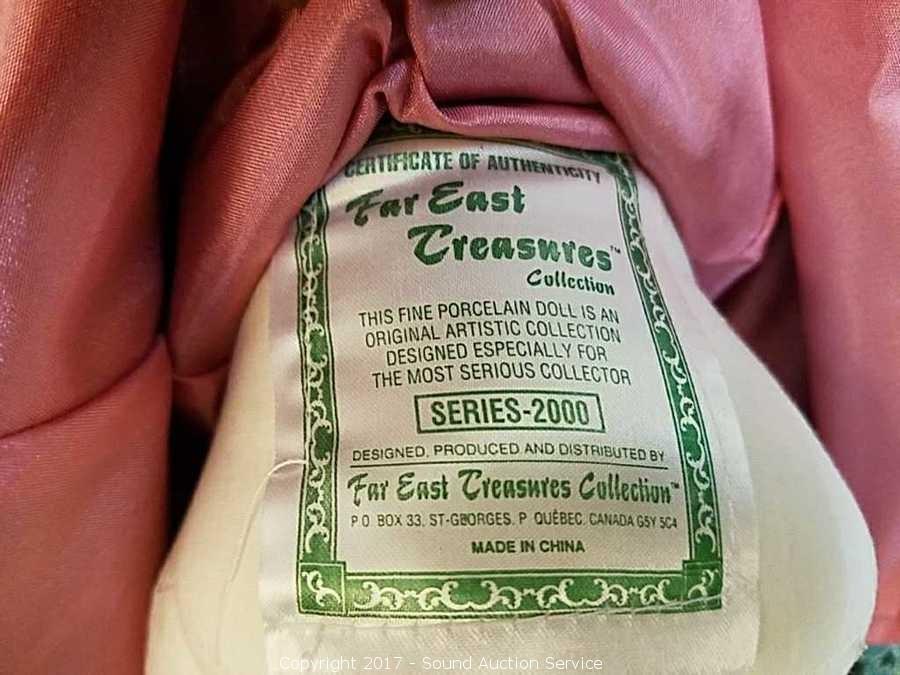 CERTIFICATE OF AUTHENTICITY
Far East
Treasures™
Collection
THIS FINE PORCELAIN DOLL IS AN
ORIGINAL ARTISTIC COLLECTION
DESIGNED ESPECIALLY FOR
THE MOST SERIOUS COLLECTOR
SERIES-2000
DESIGNED, PRODUCED AND DISTRIBUTED BY
Far East Treasures Collection™
P.O. BOX 33, ST-GEORGES, P. QUÉBEC, CANADA G5Y 5C4
MADE IN CHINA
Copyright 2017 - Sound Auction Service